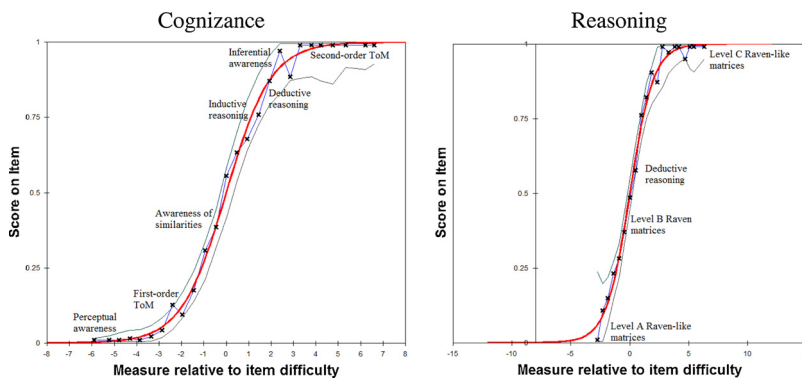 Cognizance
Score on Item
1
0.75
0.5
0.25
0
Inferential
awareness
Second-order ToM
Inductive
reasoning
Deductive
reasoning
Awareness of
similarities
First-order
ToM
Perceptual
awareness
-8 -7 -6 -5 -4 -3 -2 -1 0 1 2 3 4 5 6 7 8
Measure relative to item difficulty
Reasoning
Score on Item
1
0.75
0.5
0.25
0
Level C Raven-like
matrices
Deductive
reasoning
Level B Raven
matrices
Level A Raven-like
matrices
-15 -10 -5 0 5 10
Measure relative to item difficulty